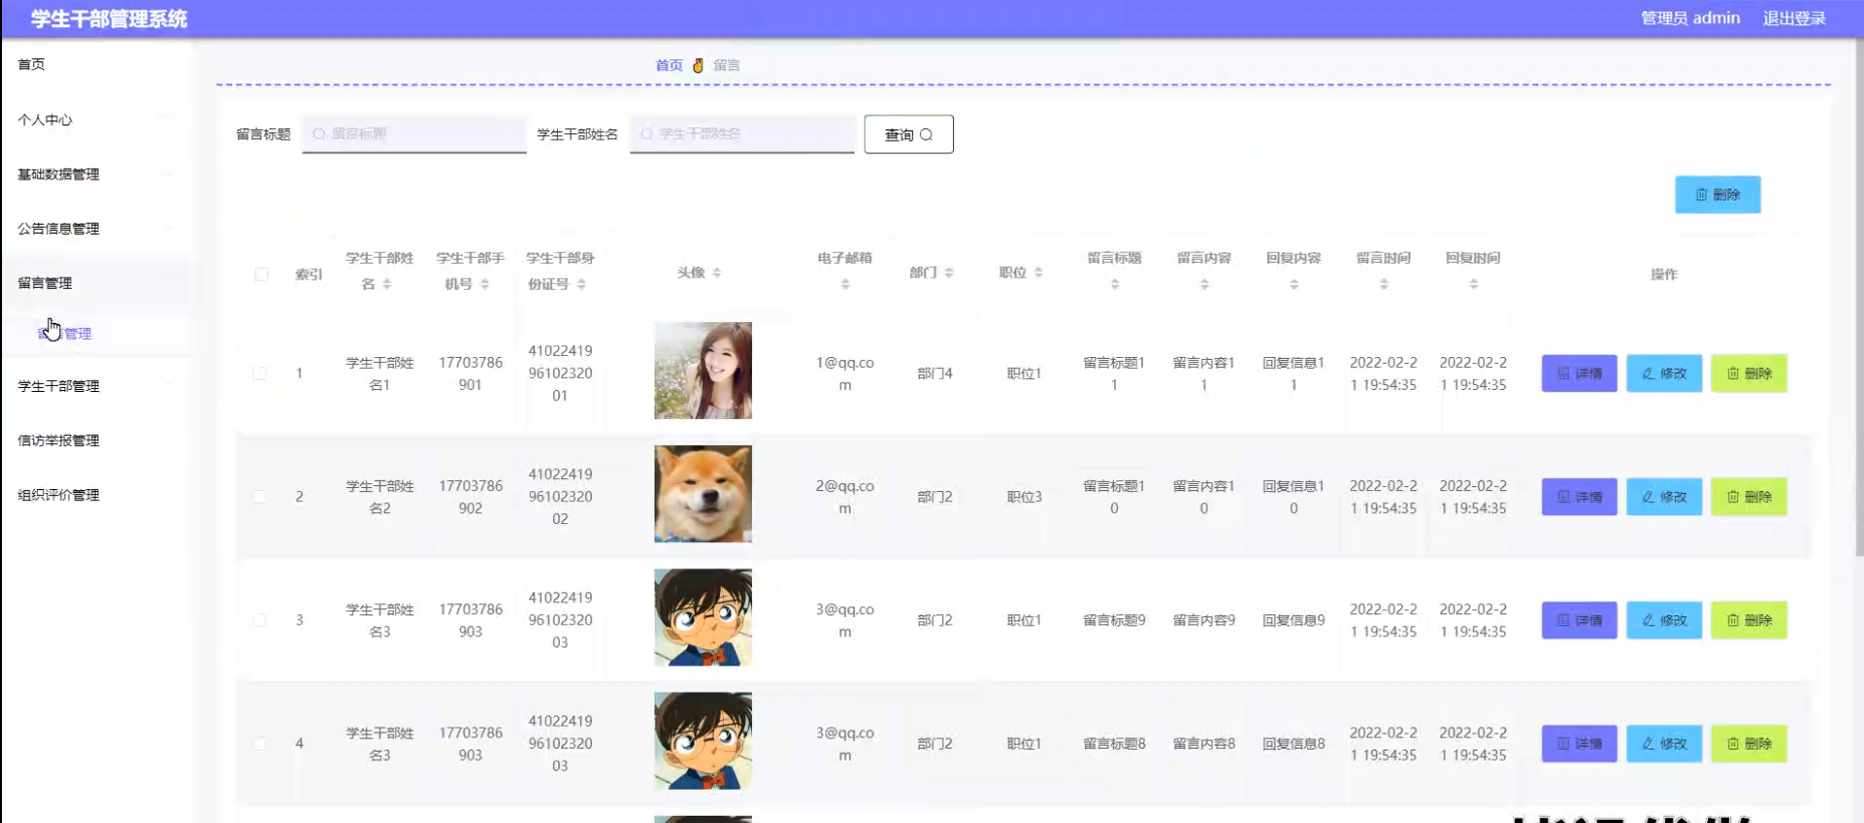 学生干部管理系统
管理员 admin 退出登录
首页
个人中心
基础数据管理
公告信息管理
留言管理
管理
学生干部管理
信访举报管理
组织评价管理
首页 留言
留言标题 留言标题 学生干部姓名 学生干部姓名 查询
删除
索引 学生干部姓名 学生干部手机号 学生干部身份证号 头像 电子邮箱 部门 职位 留言标题 留言内容 回复内容 留言时间 回复时间 操作
1 学生干部姓名1 17703786901 410224199610232001 1@qq.com 部门4 职位1 留言标题11 留言内容11 回复信息11 2022-02-21 19:54:35 2022-02-21 19:54:35 详情 修改 删除
2 学生干部姓名2 17703786902 410224199610232002 2@qq.com 部门2 职位3 留言标题10 留言内容10 回复信息10 2022-02-21 19:54:35 2022-02-21 19:54:35 详情 修改 删除
3 学生干部姓名3 17703786903 410224199610232003 3@qq.com 部门2 职位1 留言标题9 留言内容9 回复信息9 2022-02-21 19:54:35 2022-02-21 19:54:35 详情 修改 删除
4 学生干部姓名3 17703786903 410224199610232003 3@qq.com 部门2 职位1 留言标题8 留言内容8 回复信息8 2022-02-21 19:54:35 2022-02-21 19:54:35 详情 修改 删除